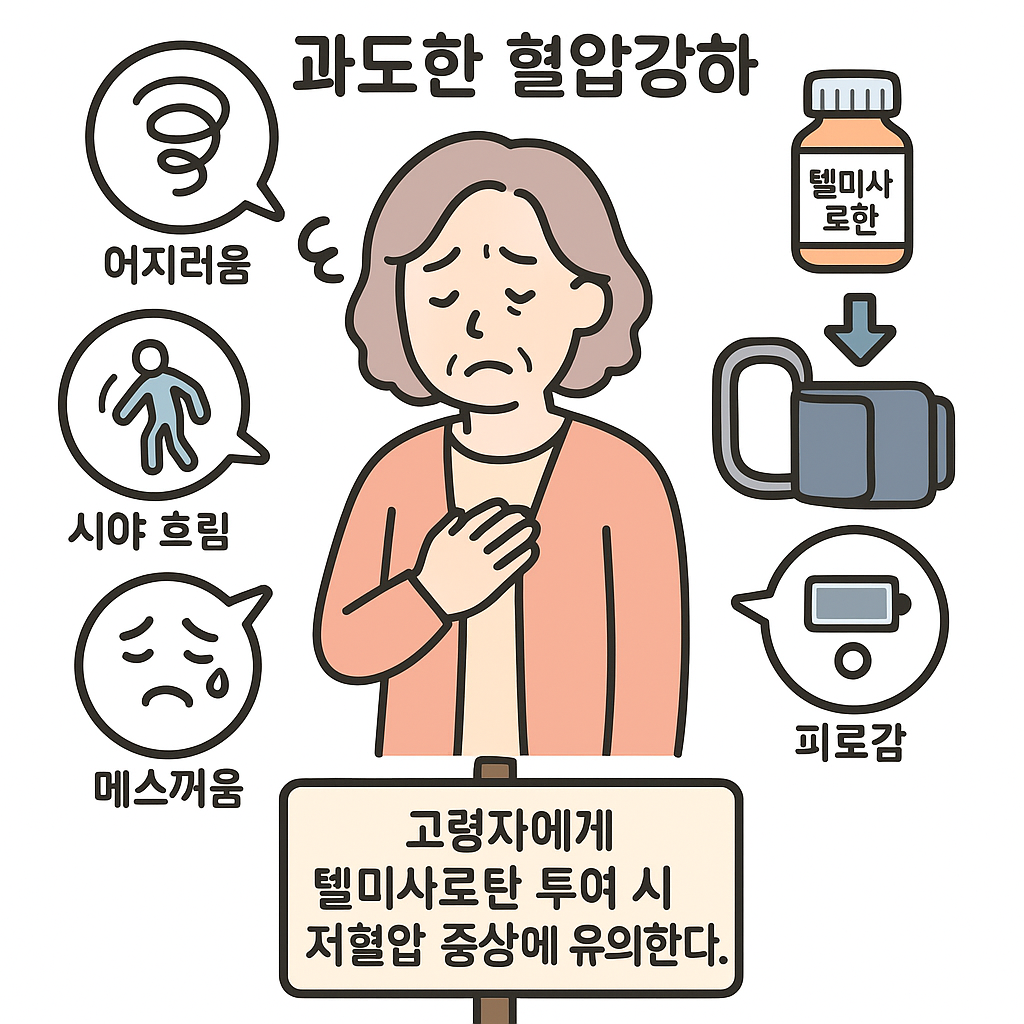 과도한 혈압강하
어지러움
시야 흐림
메스꺼움
텔미사
로한
피로감
고령자에게
텔미사로탄 투여 시
저혈압 중상에 유의한다.